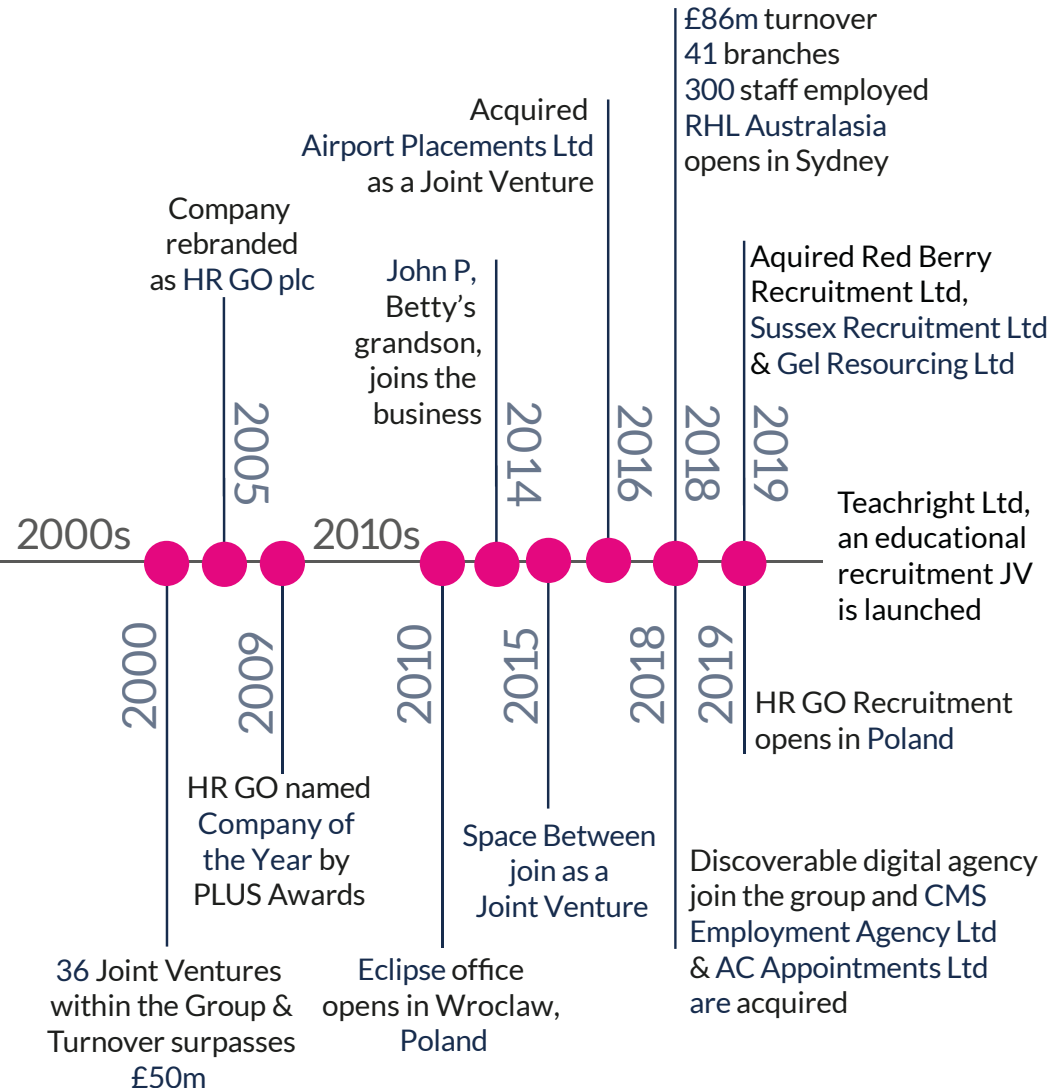 £86m turnover
41 branches
300 staff employed
RHL Australasia
opens in Sydney
Acquired
Airport Placements Ltd
as a Joint Venture
Company
rebranded
as HR GO plc
John P,
Betty’s
grandson,
joins the
business
Aquired Red Berry
Recruitment Ltd,
Sussex Recruitment Ltd
& Gel Resourcing Ltd
2005
2014
2016
2018
2019
2000s
2010s
Teachright Ltd,
an educational
recruitment JV
is launched
2000
2009
2010
2015
2018
2019
HR GO Recruitment
opens in Poland
HR GO named
Company of
the Year by
PLUS Awards
Space Between
join as a
Joint Venture
Discoverable digital agency
join the group and CMS
Employment Agency Ltd
& AC Appointments Ltd
are acquired
36 Joint Ventures
within the Group &
Turnover surpasses
£50m
Eclipse office
opens in Wroclaw,
Poland